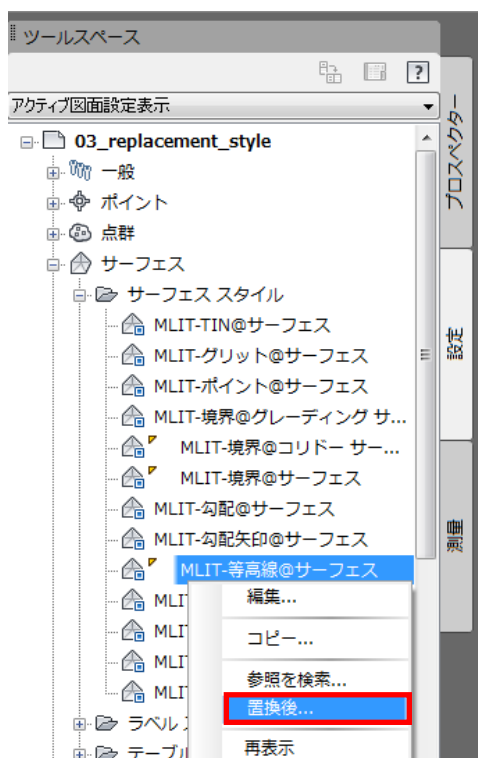 ツールスペース
?
アクティブ図面設定表示
03_replacement_style
一般
ポイント
点群
サーフェス
サーフェス スタイル
MLIT-TIN@サーフェス
MLIT-グリット@サーフェス
MLIT-ポイント@サーフェス
MLIT-境界@グレーディング サ...
MLIT-境界@コリドー サー...
MLIT-境界@サーフェス
MLIT-勾配@サーフェス
MLIT-勾配矢印@サーフェス
MLIT-等高線@サーフェス
編集...
コピー...
参照を検索...
置換後...
再表示
ラベル
テーブル
プロスペクター
設定
測量